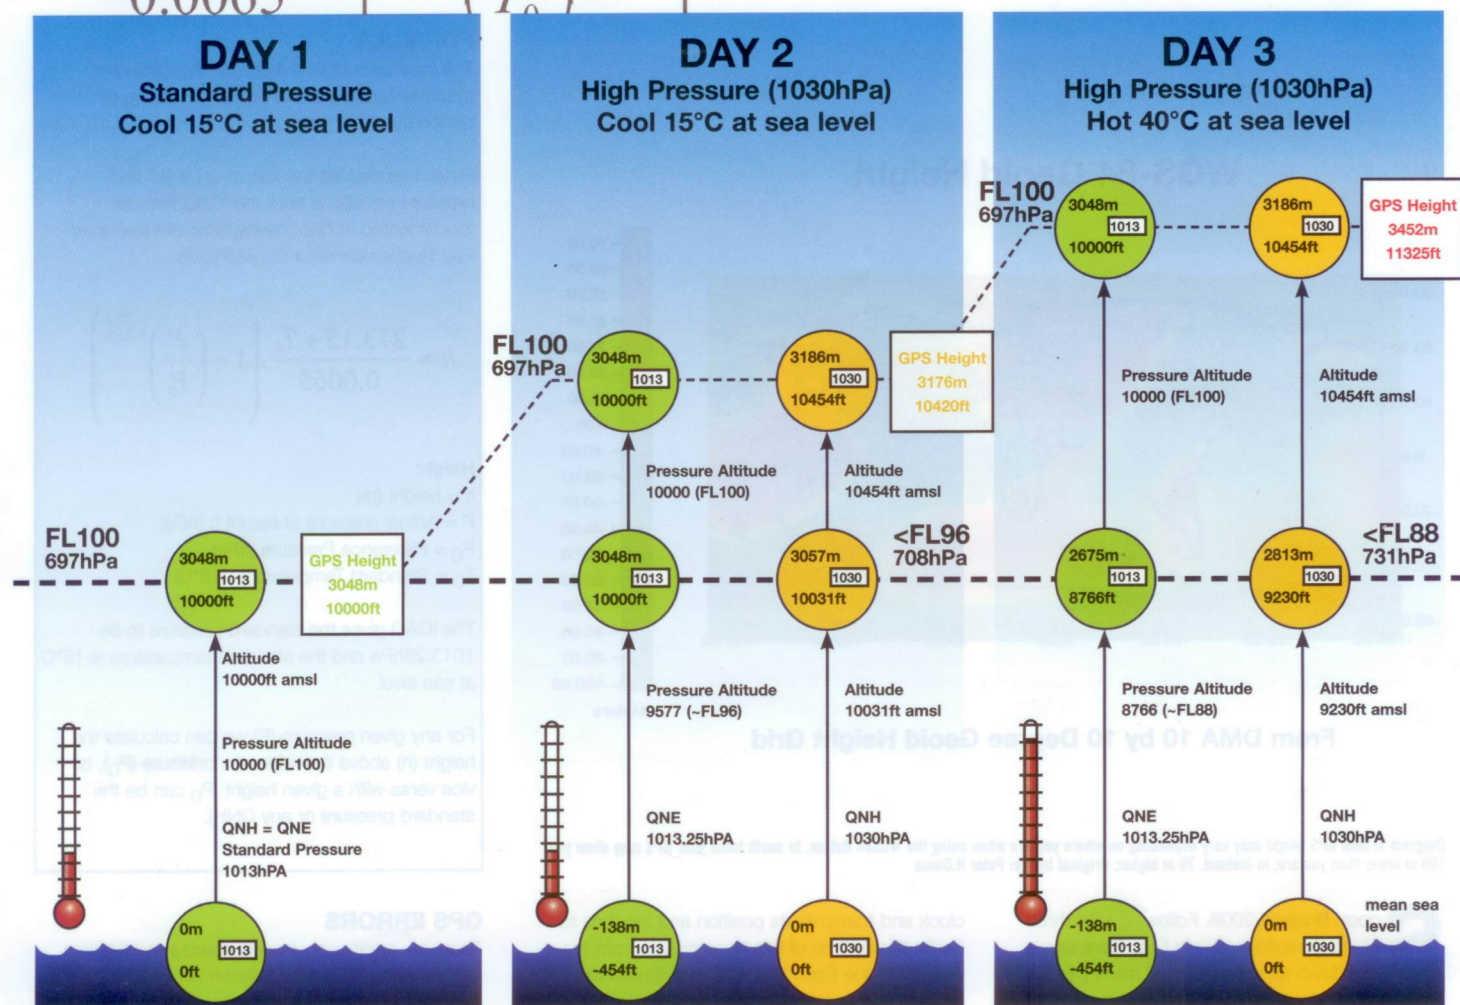 0.0065
DAY 1
Standard Pressure
Cool 15°C at sea level
FL100
697hPa
3048m
1013
10000ft
GPS Height
3048m
10000ft
Altitude
10000ft amsl
Pressure Altitude
10000 (FL100)
QNH = QNE
Standard Pressure
1013hPA
0m
1013
0ft
DAY 2
High Pressure (1030hPa)
Cool 15°C at sea level
FL100
697hPa
3048m
1013
10000ft
3186m
1030
10454ft
GPS Height
3176m
10420ft
Pressure Altitude
10000 (FL100)
Altitude
10454ft amsl
3048m
1013
10000ft
3057m
1030
10031ft
<FL96
708hPa
Pressure Altitude
9577 (~FL96)
Altitude
10031ft amsl
QNE
1013.25hPA
QNH
1030hPA
-138m
1013
-454ft
0m
1030
0ft
DAY 3
High Pressure (1030hPa)
Hot 40°C at sea level
FL100
697hPa
3048m
1013
10000ft
3186m
1030
10454ft
GPS Height
3452m
11325ft
Pressure Altitude
10000 (FL100)
Altitude
10454ft amsl
2675m
1013
8766ft
2813m
1030
9230ft
<FL88
731hPa
Pressure Altitude
8766 (~FL88)
Altitude
9230ft amsl
QNE
1013.25hPA
QNH
1030hPA
mean sea
level
-138m
1013
-454ft
0m
1030
0ft